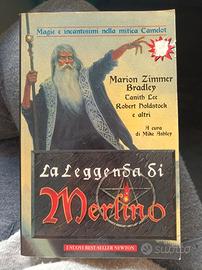 Magie e incantesimi nella mitica Camelot
Marion Zimmer
Bradley
Tanith Lee
Robert Holdstock
e altri
A cura
di Mike Ashley
La Leggenda di
Merlino
I NUOVI BEST-SELLER NEWTON
subito